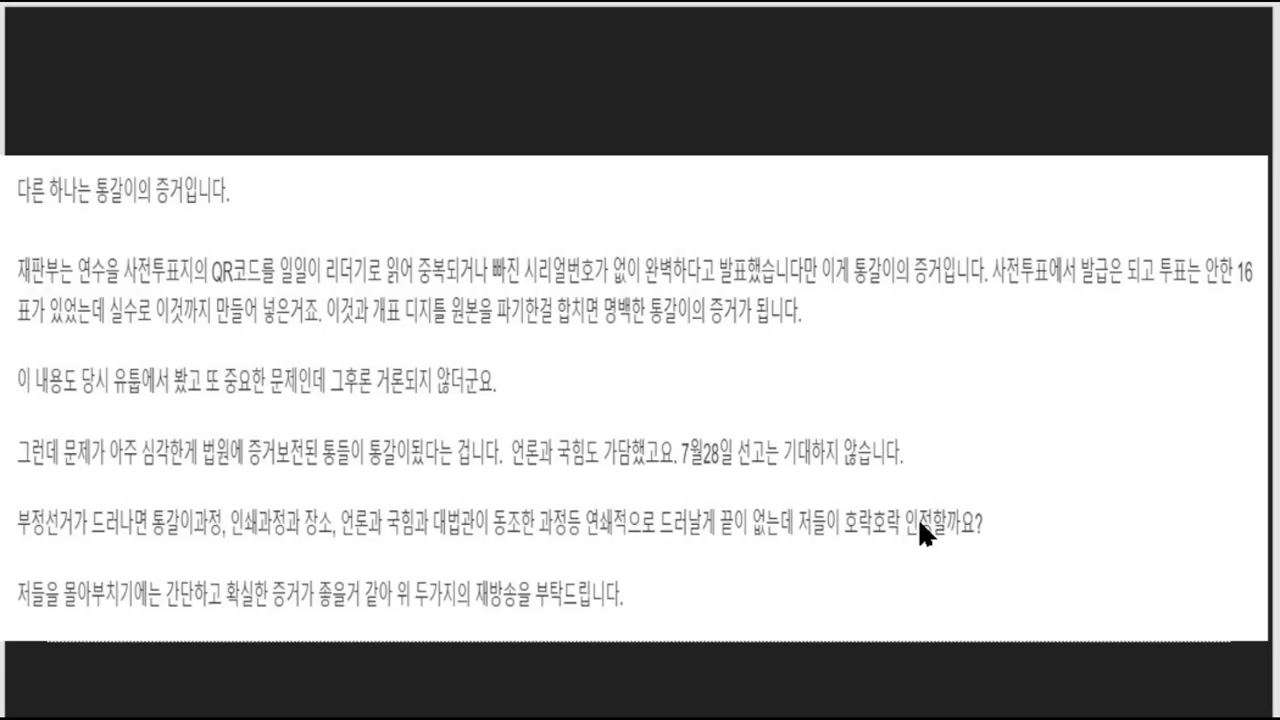 다른 하나는 통갈이의 증거입니다.
재판부는 연수을 사전투표지의 QR코드를 일일이 리더기로 읽어 중복되거나 빠진 시리얼번호가 없이 완벽하다고 발표했습니다만 이게 통갈이의 증거입니다. 사전투표에서 발급은 되고 투표는 안한 16
표가 있었는데 실수로 이것까지 만들어 넣은거죠. 이것과 개표 디지틀 원본을 파기한걸 합치면 명백한 통갈이의 증거가 됩니다.
이 내용도 당시 유튭에서 봤고 또 중요한 문제인데 그후론 거론되지 않더군요.
그런데 문제가 아주 심각한게 법원에 증거보전된 통들이 통갈이됬다는 겁니다. 언론과 국힘도 가담했고요. 7월28일 선고는 기대하지 않습니다.
부정선거가 드러나면 통갈이과정, 인쇄과정과 장소, 언론과 국힘과 대법관이 동조한 과정등 연쇄적으로 드러날게 끝이 없는데 저들이 호락호락 인정할까요?
저들을 몰아부치기에는 간단하고 확실한 증거가 좋을거 같아 위 두가지의 재방송을 부탁드립니다.